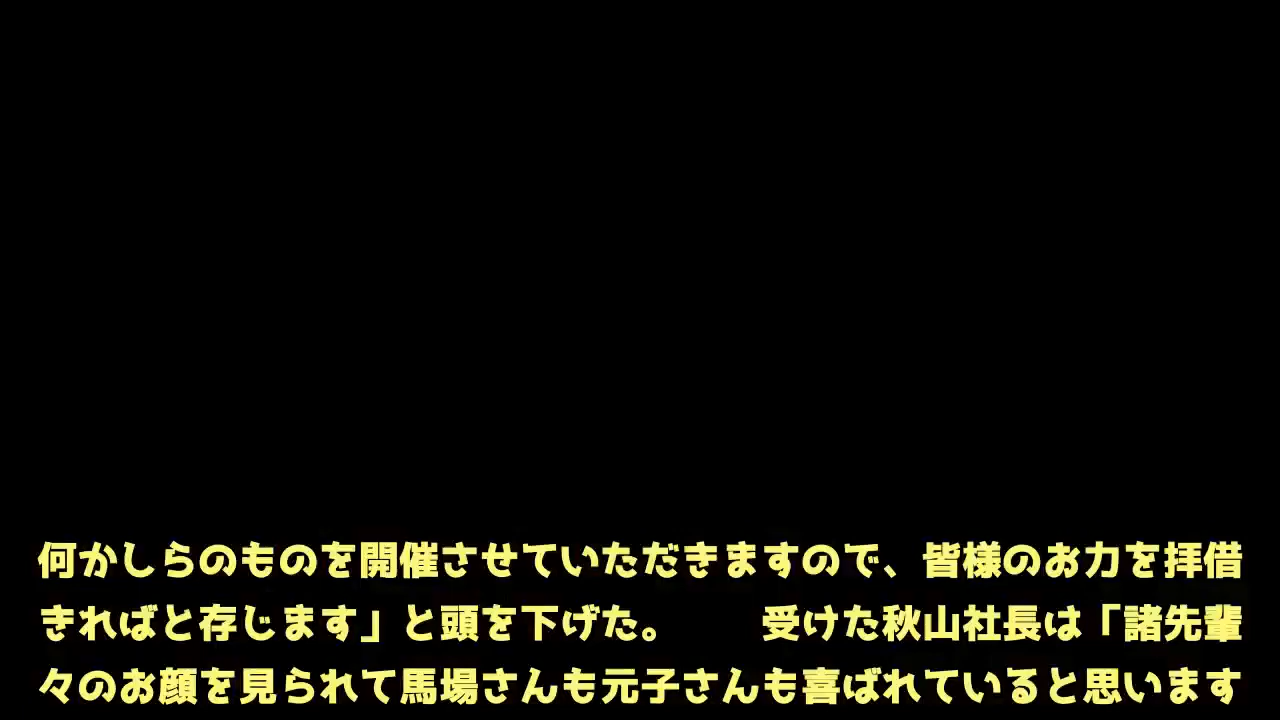 何かしらのものを開催させていただきますので、皆様のお力を拝借
きればと存じます」と頭を下げた。　　受けた秋山社長は「諸先輩
々のお顔を見られて馬場さんも元子さんも喜ばれていると思います